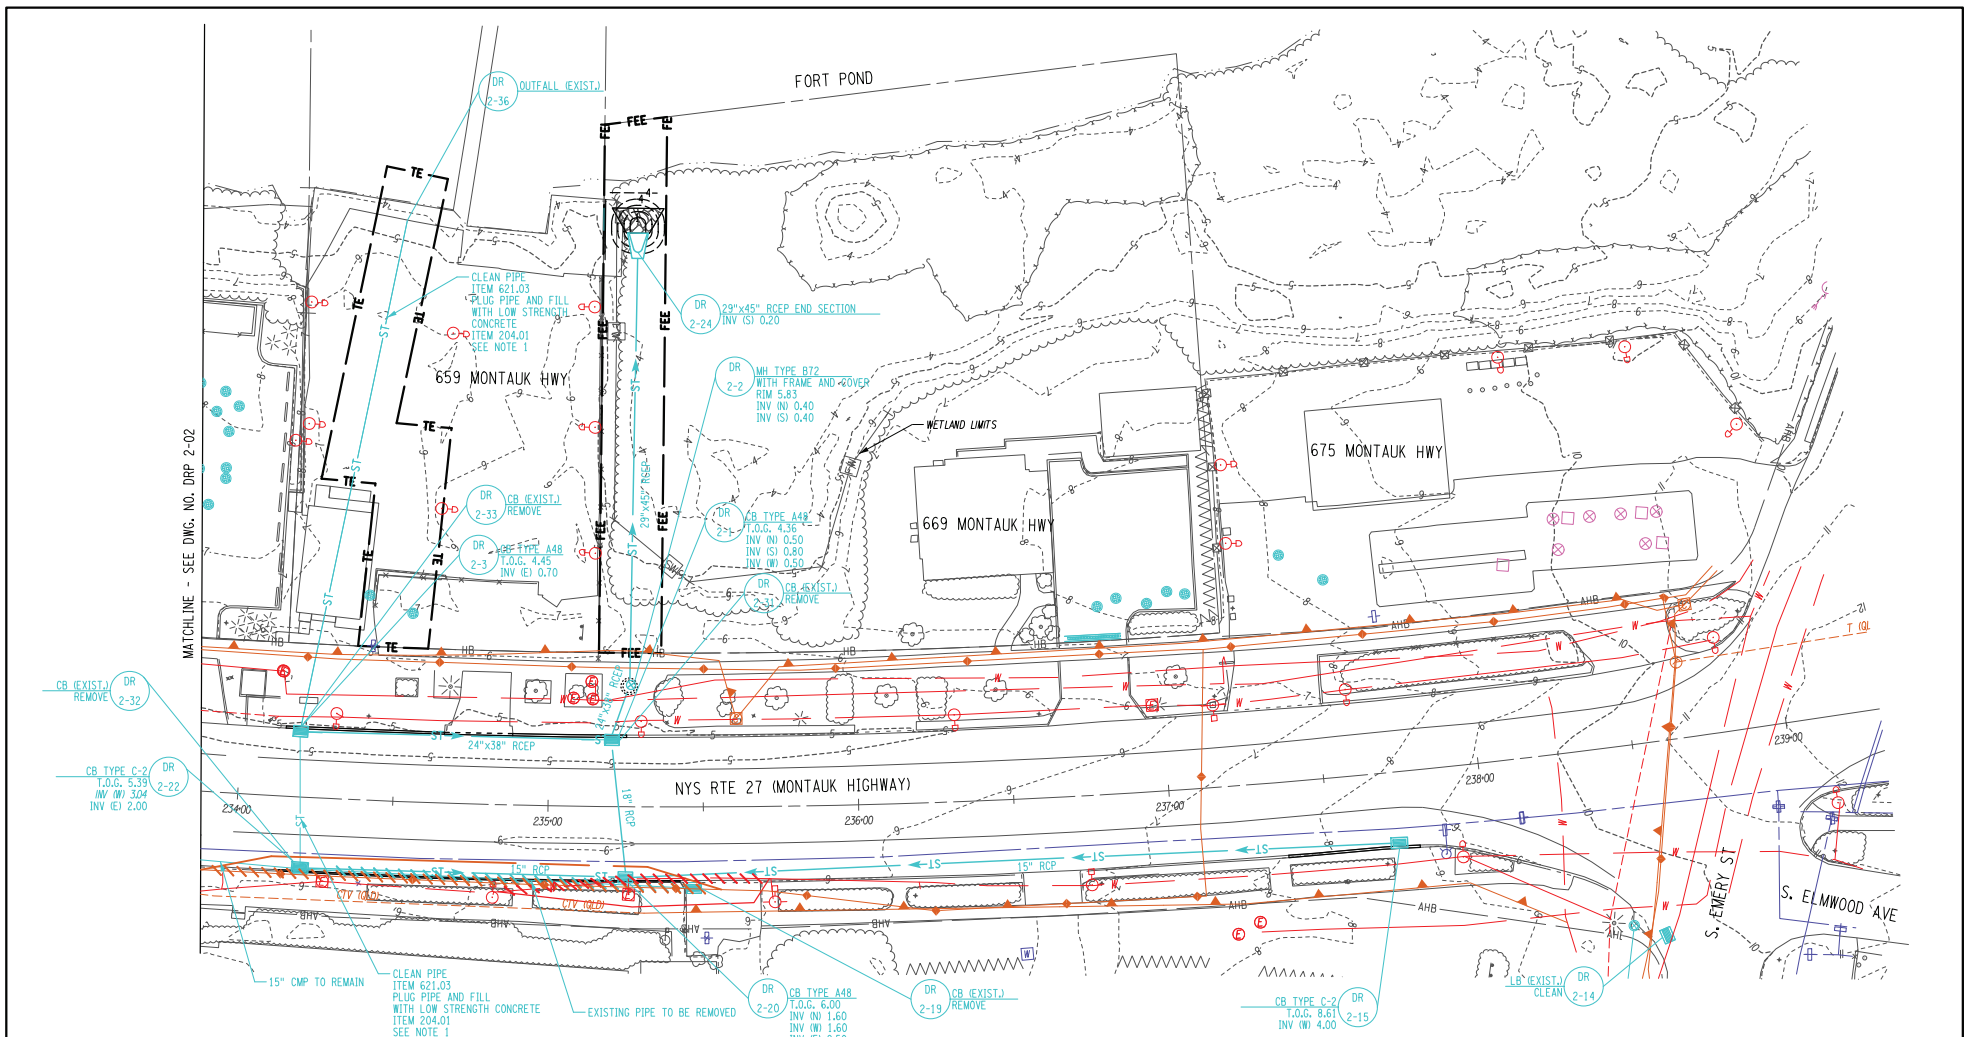 FORT POND
DR
2-36
OUTFALL (EXIST.)
TE
FEE
CLEAN PIPE
ITEM 621.03
PLUG PIPE AND FILL
WITH LOW STRENGTH
CONCRETE
ITEM 204.01
SEE NOTE 1
DR
2-24
29"x45" RCEP END SECTION
INV (S) 0.20
659 MONTAUK HWY
DR
2-2
MH TYPE B72
WITH FRAME AND COVER
RIM 5.83
INV (N) 0.40
INV (S) 0.40
WETLAND LIMITS
675 MONTAUK HWY
669 MONTAUK HWY
MATCHLINE - SEE DWG. NO. DRP 2-02
29"x45" RCEP
DR
2-33
CB (EXIST.)
REMOVE
DR
2-3
CB TYPE A48
T.O.G. 4.45
INV (E) 0.70
DR
2-1
CB TYPE A48
T.O.G. 4.36
INV (N) 0.50
INV (S) 0.80
INV (W) 0.50
DR
2-31
CB (EXIST.)
REMOVE
CB (EXIST.)
REMOVE
DR
2-32
24"x38" RCEP
24"x38" RCEP
CB TYPE C-2
T.O.G. 5.39
INV (W) 3.04
INV (E) 2.00
DR
2-22
NYS RTE 27 (MONTAUK HIGHWAY)
18" RCP
234+00
235+00
236+00
237+00
238+00
239+00
15" RCP
15" RCP
CTV (QLD)
CTV (QLD)
S. EMERY ST
S. ELMWOOD AVE
15" CMP TO REMAIN
CLEAN PIPE
ITEM 621.03
PLUG PIPE AND FILL
WITH LOW STRENGTH CONCRETE
ITEM 204.01
SEE NOTE 1
EXISTING PIPE TO BE REMOVED
DR
2-20
CB TYPE A48
T.O.G. 6.00
INV (N) 1.60
INV (W) 1.60
DR
2-19
CB (EXIST.)
REMOVE
CB TYPE C-2
T.O.G. 8.61
INV (W) 4.00
DR
2-15
LB (EXIST.)
CLEAN
DR
2-14